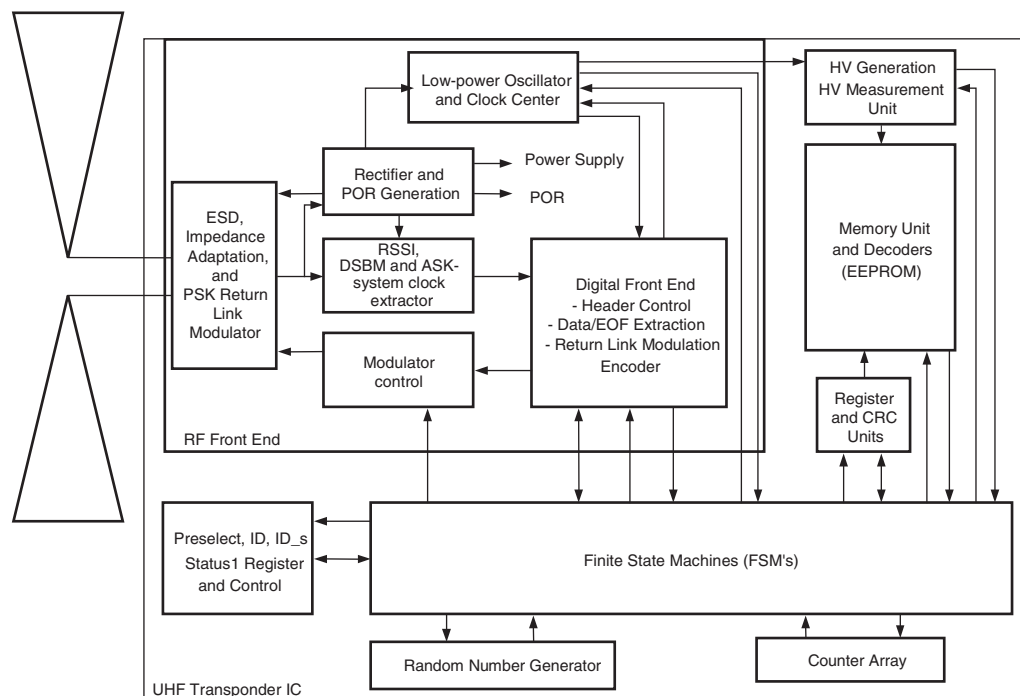 Low-power Oscillator
and Clock Center
HV Generation
HV Measurement
Unit
Rectifier and
POR Generation
Power Supply
POR
ESD,
Impedance
Adaptation,
and
PSK Return
Link
Modulator
RSSI,
DSBM and ASK-
system clock
extractor
Digital Front End
- Header Control
- Data/EOF Extraction
- Return Link Modulation
Encoder
Memory Unit
and Decoders
(EEPROM)
Modulator
control
Register
and CRC
Units
RF Front End
Preselect, ID, ID_s
Status1 Register
and Control
Finite State Machines (FSM's)
Random Number Generator
Counter Array
UHF Transponder IC